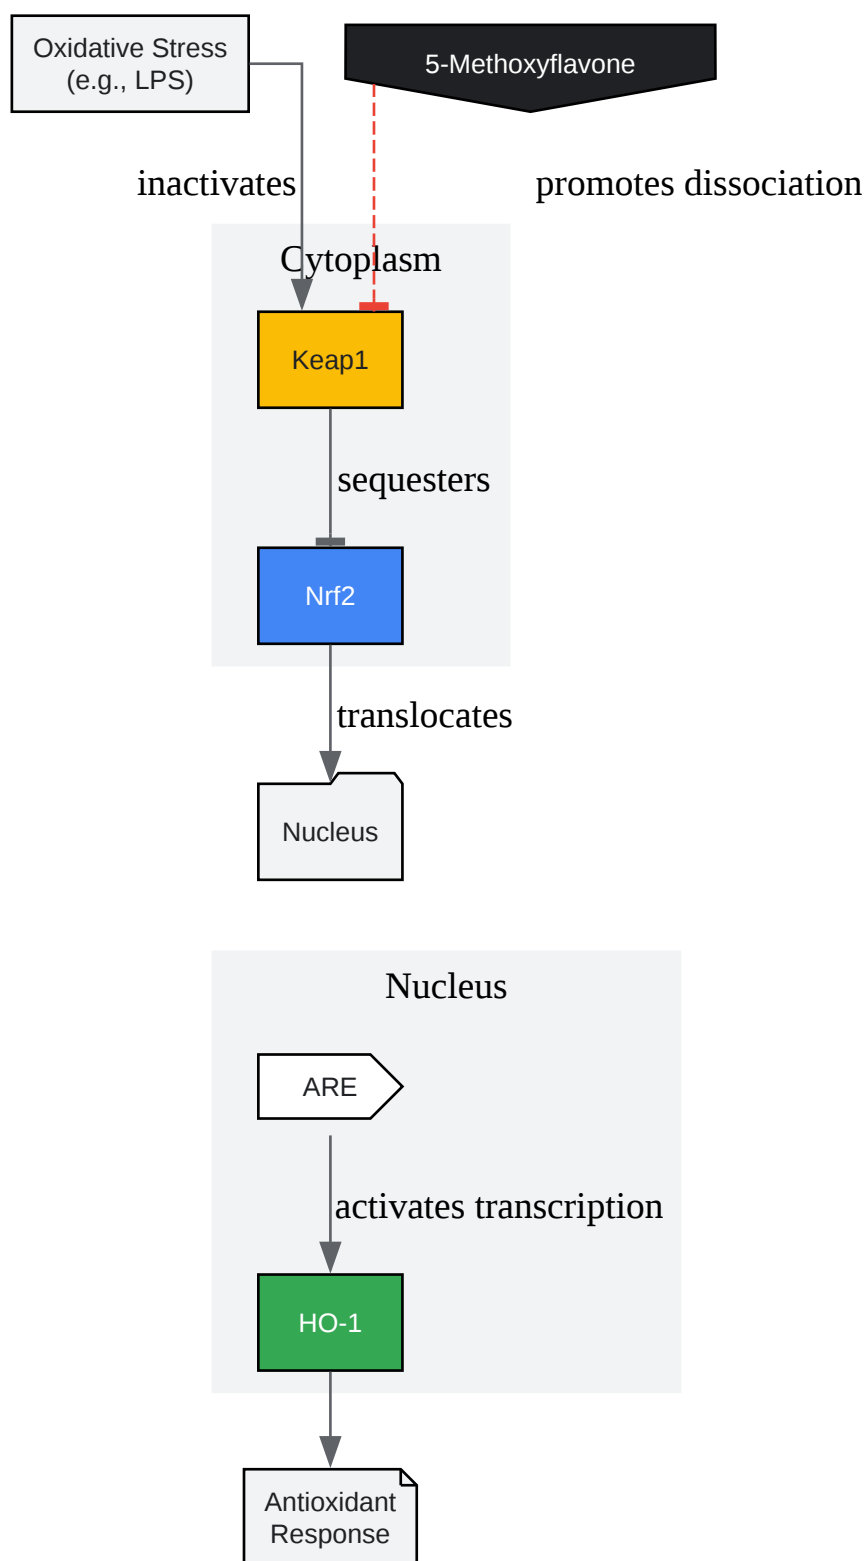 Oxidative Stress
(e.g., LPS)
5-Methoxyflavone
inactivates
promotes dissociation
Cytoplasm
Keap1
sequesters
Nrf2
translocates
Nucleus
Nucleus
ARE
activates transcription
HO-1
Antioxidant
Response